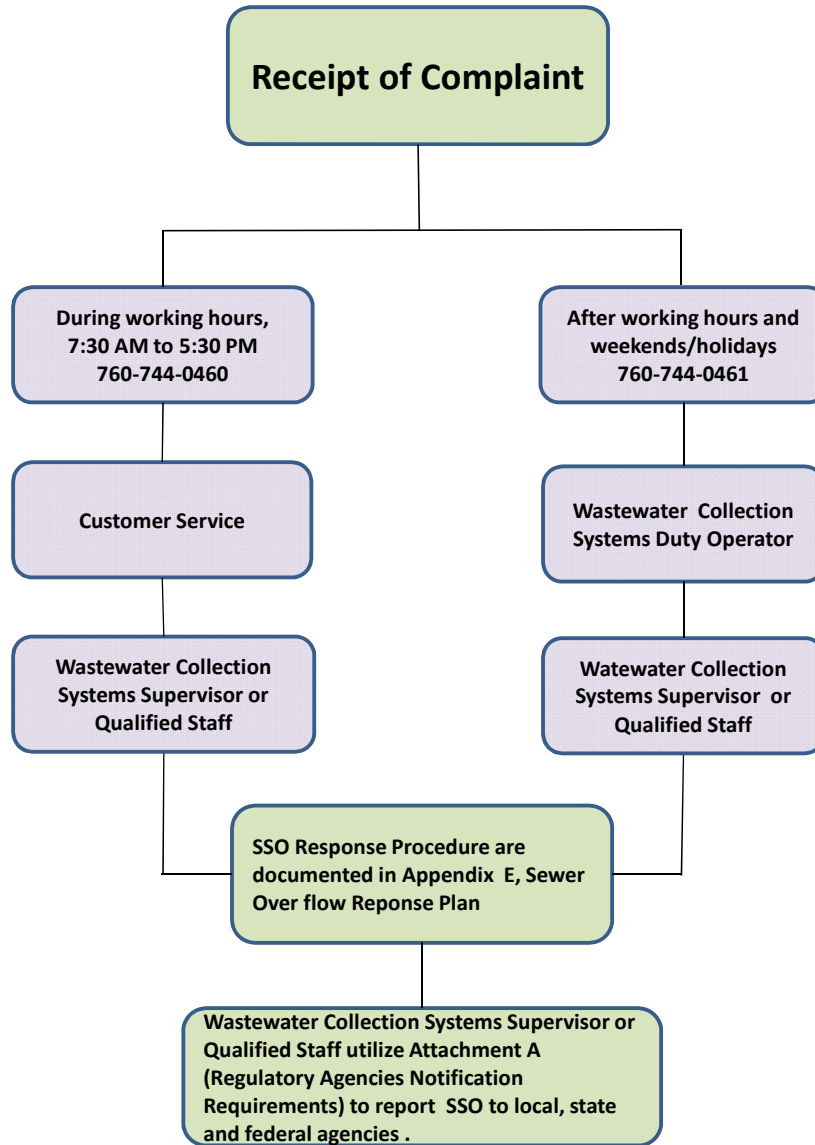 Receipt of Complaint
During working hours,
7:30 AM to 5:30 PM
760-744-0460
After working hours and
weekends/holidays
760-744-0461
Customer Service
Wastewater Collection
Systems Duty Operator
Wastewater Collection
Systems Supervisor or
Qualified Staff
Watewater Collection
Systems Supervisor or
Qualified Staff
SSO Response Procedure are
documented in Appendix E, Sewer
Over flow Reponse Plan
Wastewater Collection Systems Supervisor or
Qualified Staff utilize Attachment A
(Regulatory Agencies Notification
Requirements) to report SSO to local, state
and federal agencies .